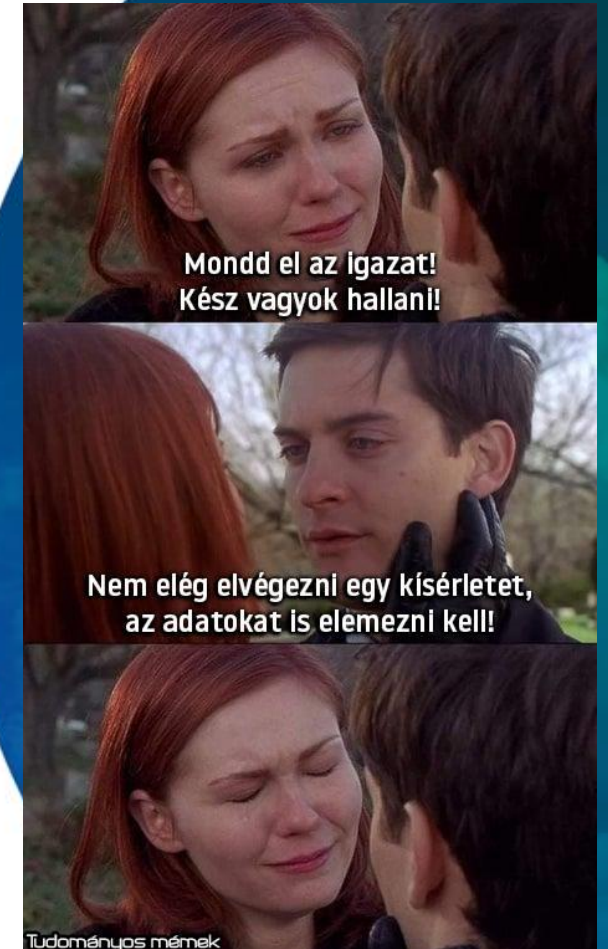 Mondd el az igazat!
Kész vagyok hallani!
Nem elég elvégezni egy kísérletet,
az adatokat is elemezni kell!
Tudományos mémek